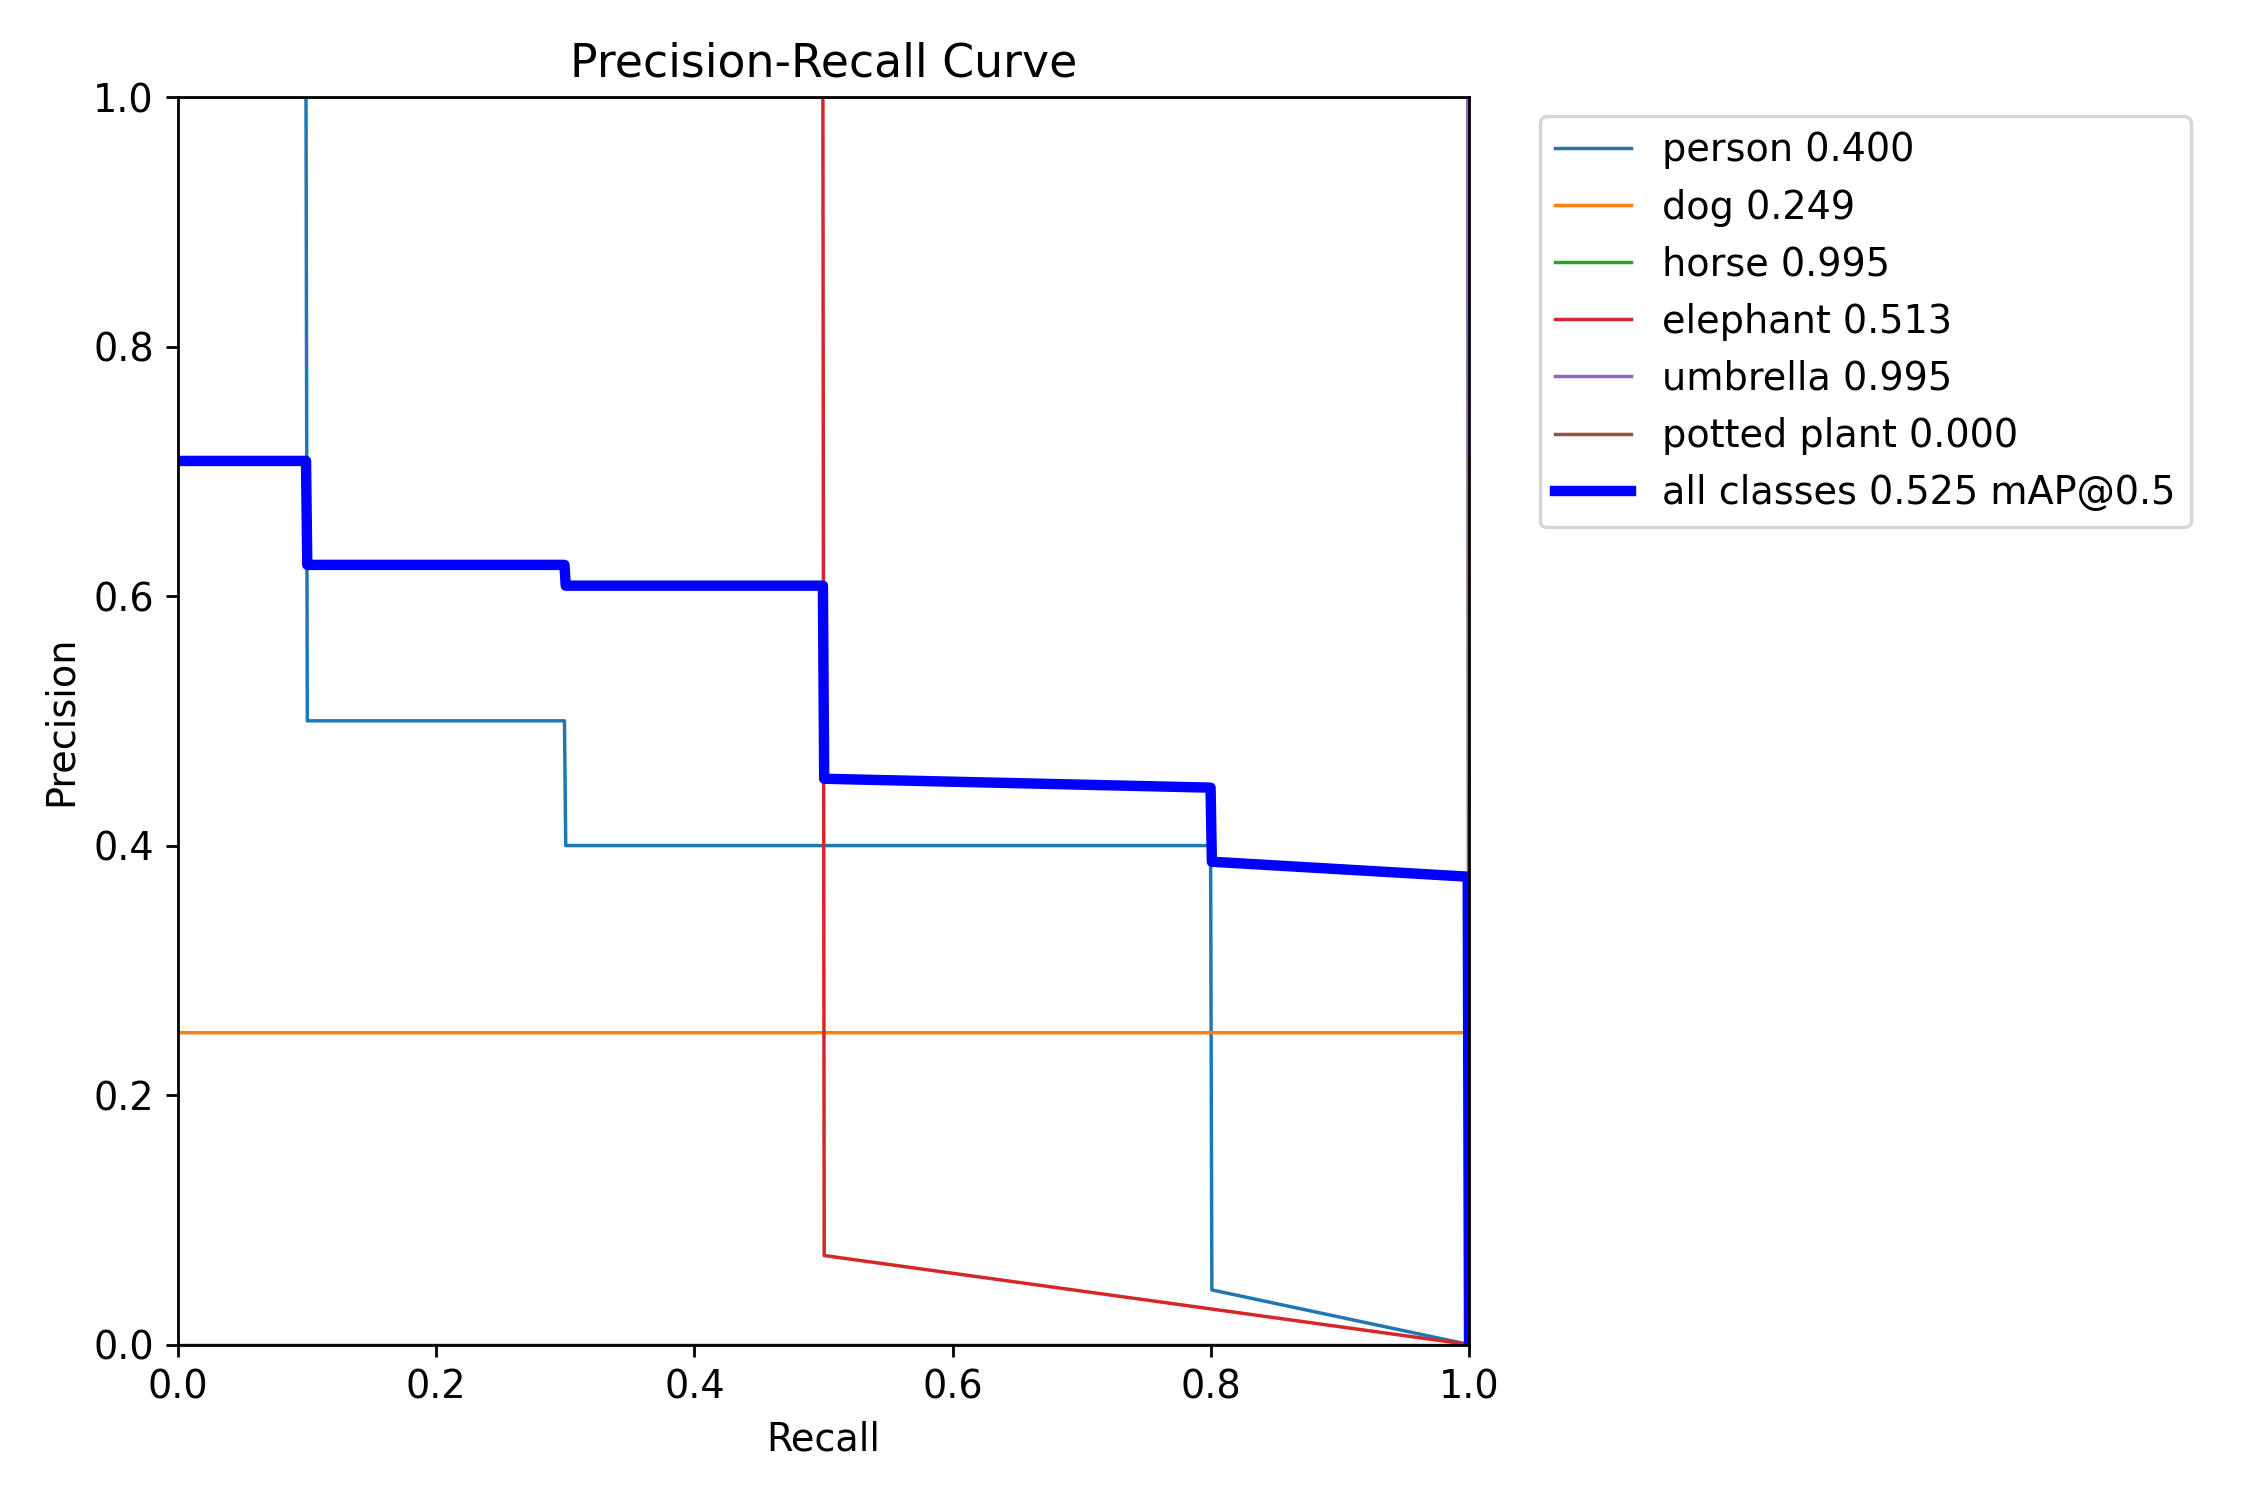 Precision-Recall Curve
1.0
0.8
0.6
0.4
0.2
0.0
Precision
0.0 0.2 0.4 0.6 0.8 1.0
Recall
person 0.400
dog 0.249
horse 0.995
elephant 0.513
umbrella 0.995
potted plant 0.000
all classes 0.525 mAP@0.5